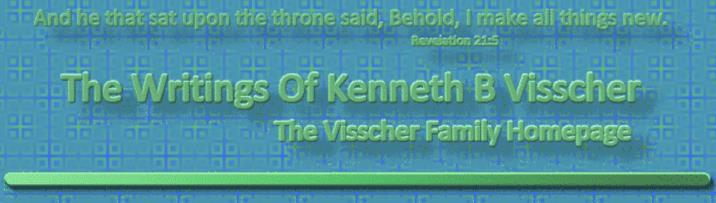 And he that sat upon the throne said, Behold, I make all things new.
Revelation 21:5
The Writings Of Kenneth B Visscher
The Visscher Family Homepage